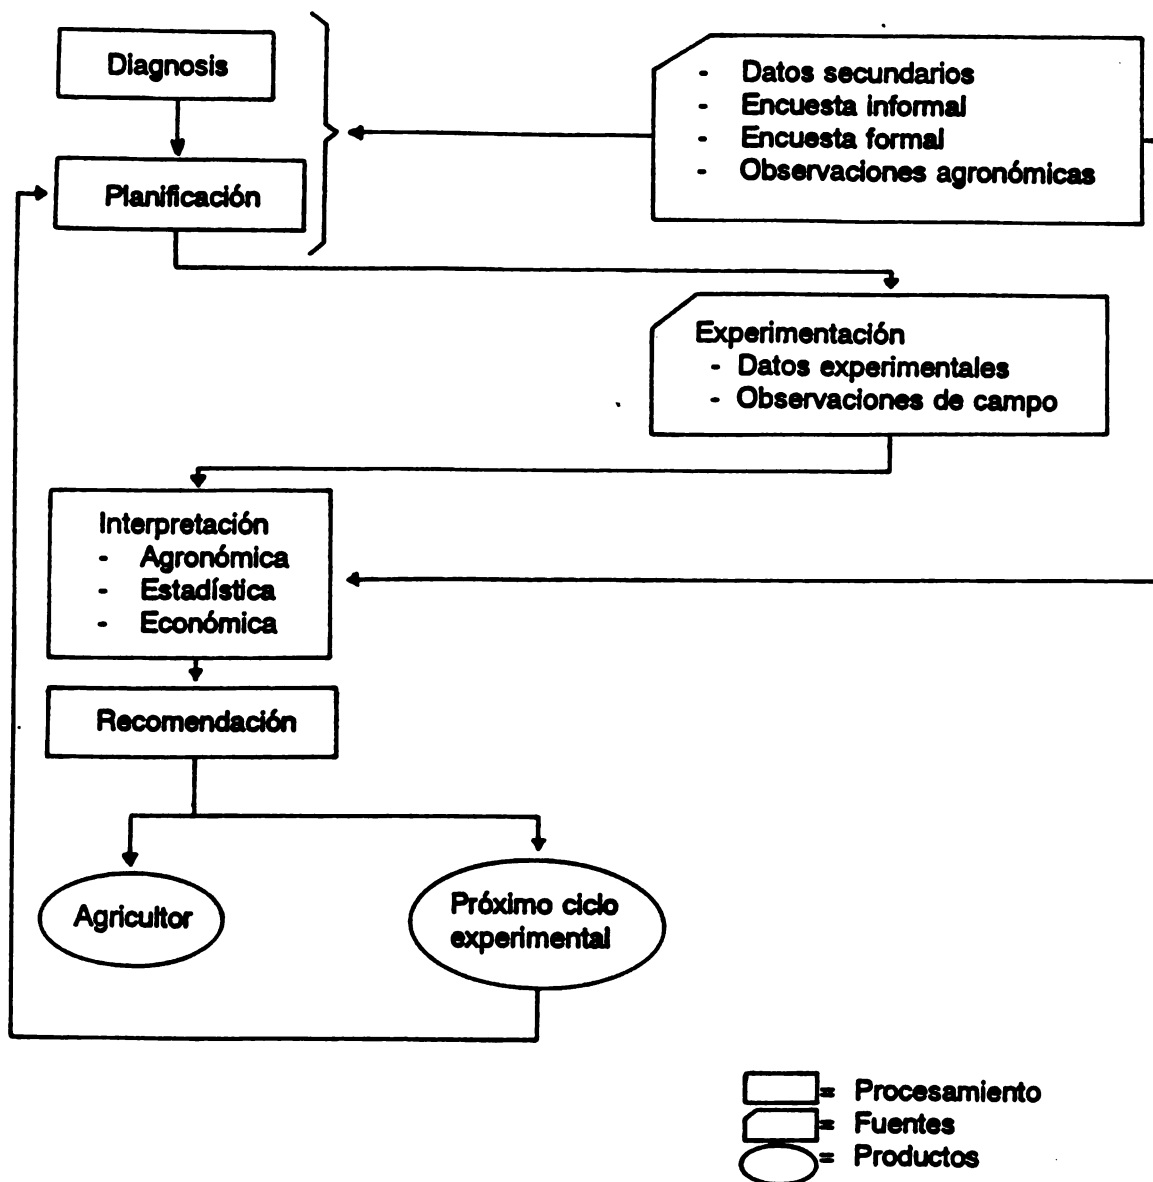 Diagnosis
Planificación
- Datos secundarios
- Encuesta informal
- Encuesta formal
- Observaciones agronómicas
Experimentación
- Datos experimentales
- Observaciones de campo
Interpretación
- Agronómica
- Estadística
- Económica
Recomendación
Agricultor
Próximo ciclo
experimental
= Procesamiento
= Fuentes
= Productos